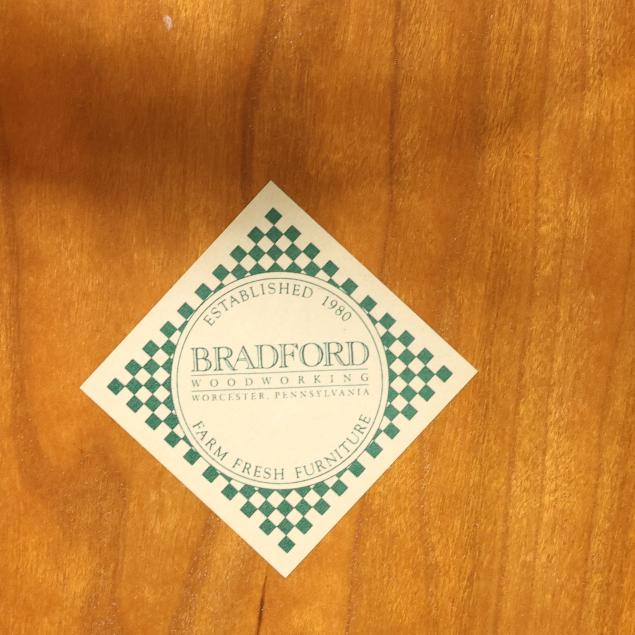 ESTABLISHED 1980
BRADFORD
WOODWORKING
WORCESTER, PENNSYLVANIA
FARM FRESH FURNITURE